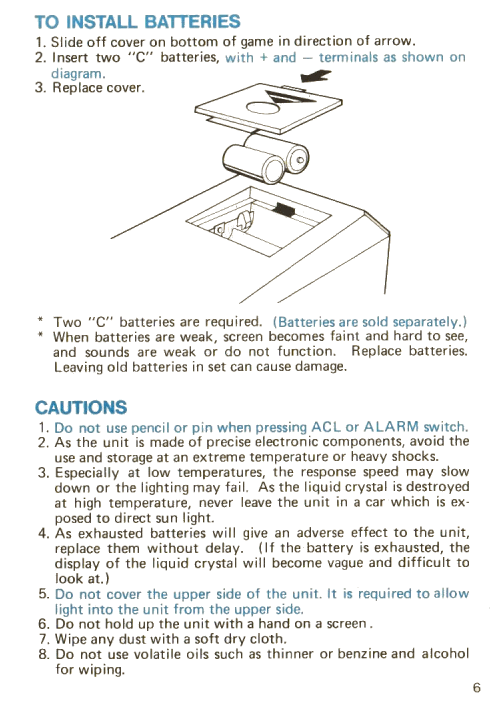 TO INSTALL BATTERIES
1. Slide off cover on bottom of game in direction of arrow.
2. Insert two "C" batteries, with + and — terminals as shown on
diagram.
3. Replace cover.
* Two "C" batteries are required. (Batteries are sold separately.)
* When batteries are weak, screen becomes faint and hard to see,
and sounds are weak or do not function. Replace batteries.
Leaving old batteries in set can cause damage.
CAUTIONS
1. Do not use pencil or pin when pressing ACL or ALARM switch.
2. As the unit is made of precise electronic components, avoid the
use and storage at an extreme temperature or heavy shocks.
3. Especially at low temperatures, the response speed may slow
down or the lighting may fail. As the liquid crystal is destroyed
at high temperature, never leave the unit in a car which is ex-
posed to direct sun light.
4. As exhausted batteries will give an adverse effect to the unit,
replace them without delay. (If the battery is exhausted, the
display of the liquid crystal will become vague and difficult to
look at.)
5. Do not cover the upper side of the unit. It is required to allow
light into the unit from the upper side.
6. Do not hold up the unit with a hand on a screen.
7. Wipe any dust with a soft dry cloth.
8. Do not use volatile oils such as thinner or benzine and alcohol
for wiping.
6